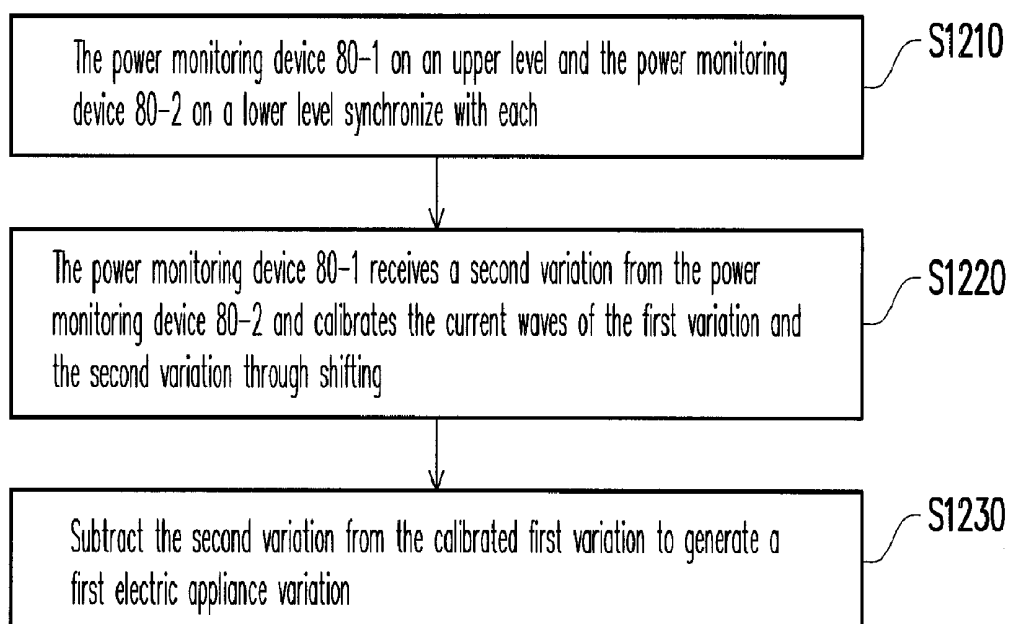 The power monitoring device 80-1 on an upper level and the power monitoring
device 80-2 on a lower level synchronize with each
S1210
The power monitoring device 80-1 receives a second variation from the power
monitoring device 80-2 and calibrates the current waves of the first variation and
the second variation through shifting
S1220
Subtract the second variation from the calibrated first variation to generate a
first electric appliance variation
S1230